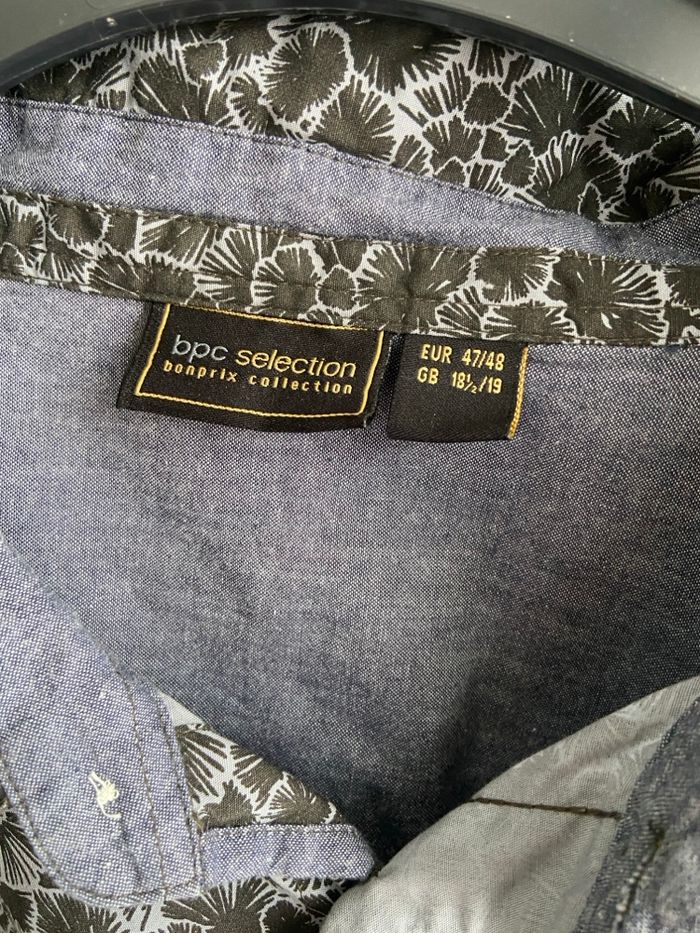 bpc selection
bonprix collection
EUR 47/48
GB 18½/19